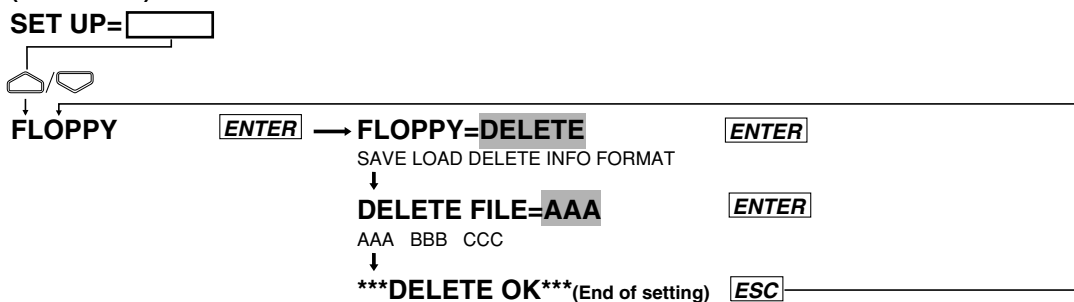 SET UP=
/
FLOPPY ENTER FLOPPY=DELETE ENTER
SAVE LOAD DELETE INFO FORMAT
DELETE FILE=AAA ENTER
AAA BBB CCC
***DELETE OK***(End of setting) ESC